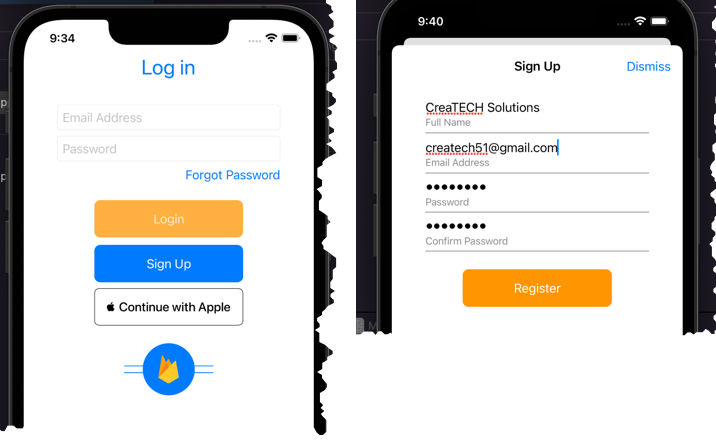 9:34
Log in
Email Address
Password
Forgot Password
Login
Sign Up
Continue with Apple
9:40
Sign Up
Dismiss
CreaTECH Solutions
Full Name
createch51@gmail.com
Email Address
Password
Confirm Password
Register